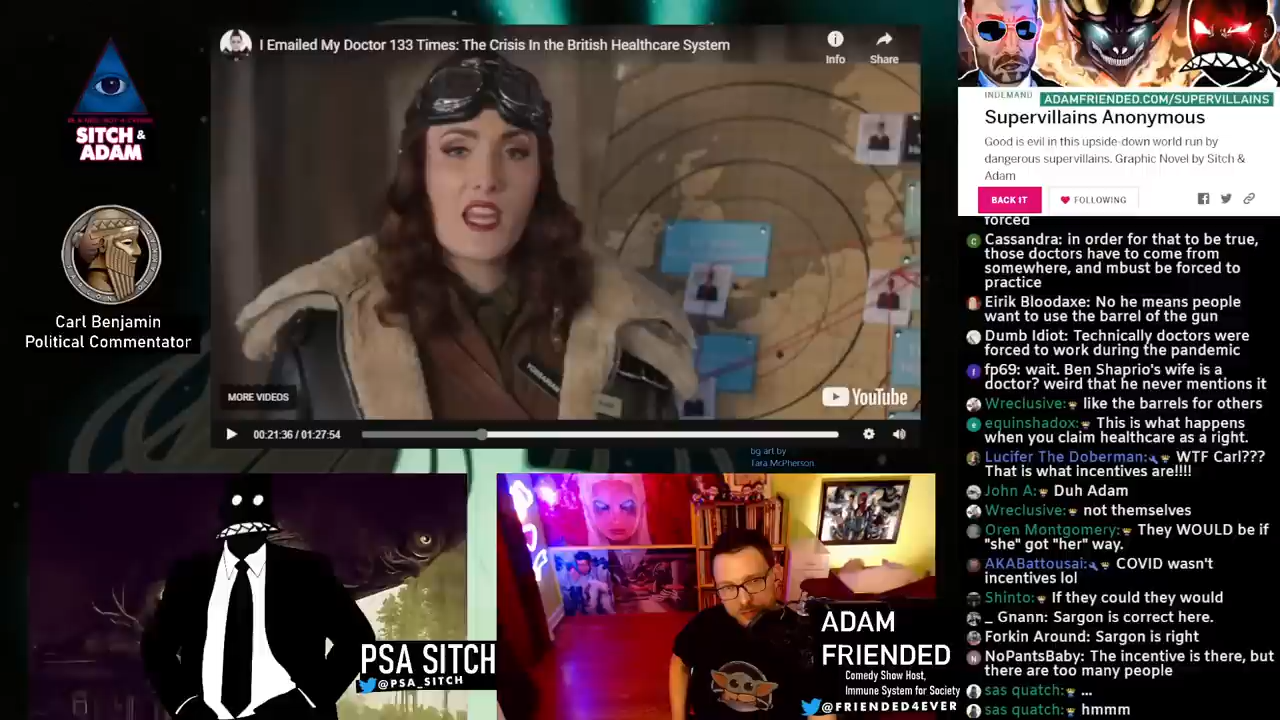 I Emailed My Doctor 133 Times: The Crisis In the British Healthcare System
Info
Share
SITCH &
ADAM
Carl Benjamin
Political Commentator
MORE VIDEOS
YouTube
00:21:36 / 01:27:54
bg art by
Tara McPherson
PSA SITCH
@PSA_SITCH
ADAM
FRIENDED
Comedy Show Host,
Immune System for Society
@FRIENDED4EVER
INDEMAND
ADAMFRIENDED.COM/SUPERVILLAINS
Supervillains Anonymous
Good is evil in this upside-down world run by
dangerous supervillains. Graphic Novel by Sitch &
Adam
BACK IT
FOLLOWING
forced
Cassandra: in order for that to be true,
those doctors have to come from
somewhere, and mbust be forced to
practice
Eirik Bloodaxe: No he means people
want to use the barrel of the gun
Dumb Idiot: Technically doctors were
forced to work during the pandemic
fp69: wait. Ben Shaprio's wife is a
doctor? weird that he never mentions it
Wreclusive: like the barrels for others
equinshadox: This is what happens
when you claim healthcare as a right.
Lucifer The Doberman: WTF Carl???
That is what incentives are!!!!
John A: Duh Adam
Wreclusive: not themselves
Oren Montgomery: They WOULD be if
"she" got "her" way.
AKABattousai: COVID wasn't
incentives lol
Shinto: If they could they would
_ Gnann: Sargon is correct here.
Forkin Around: Sargon is right
NoPantsBaby: The incentive is there, but
there are too many people
sas quatch: ...
sas quatch: hmmm